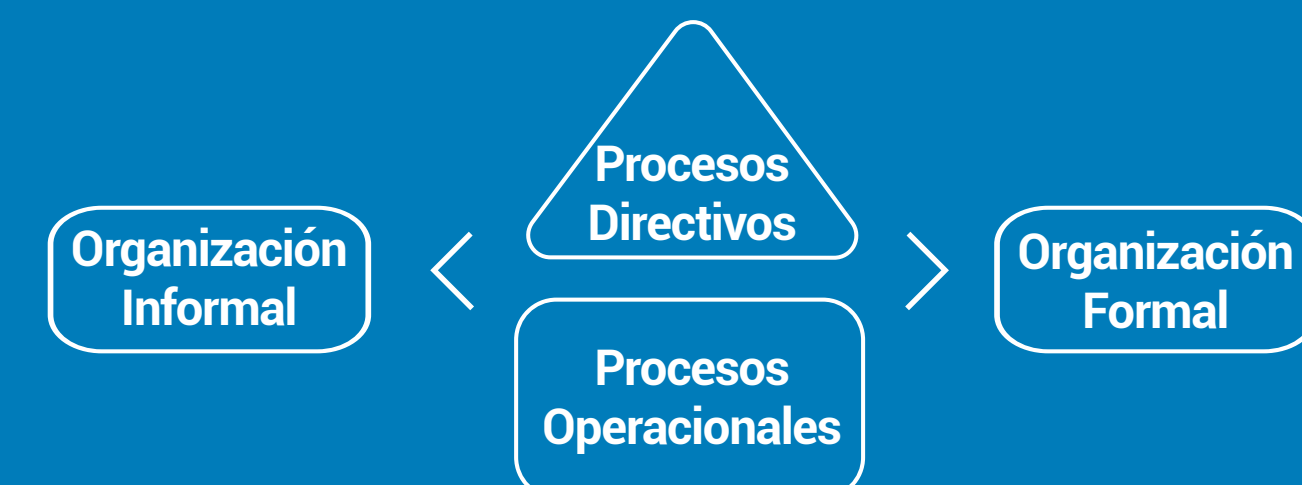 Procesos
Directivos
Organización
Informal
Organización
Formal
Procesos
Operacionales